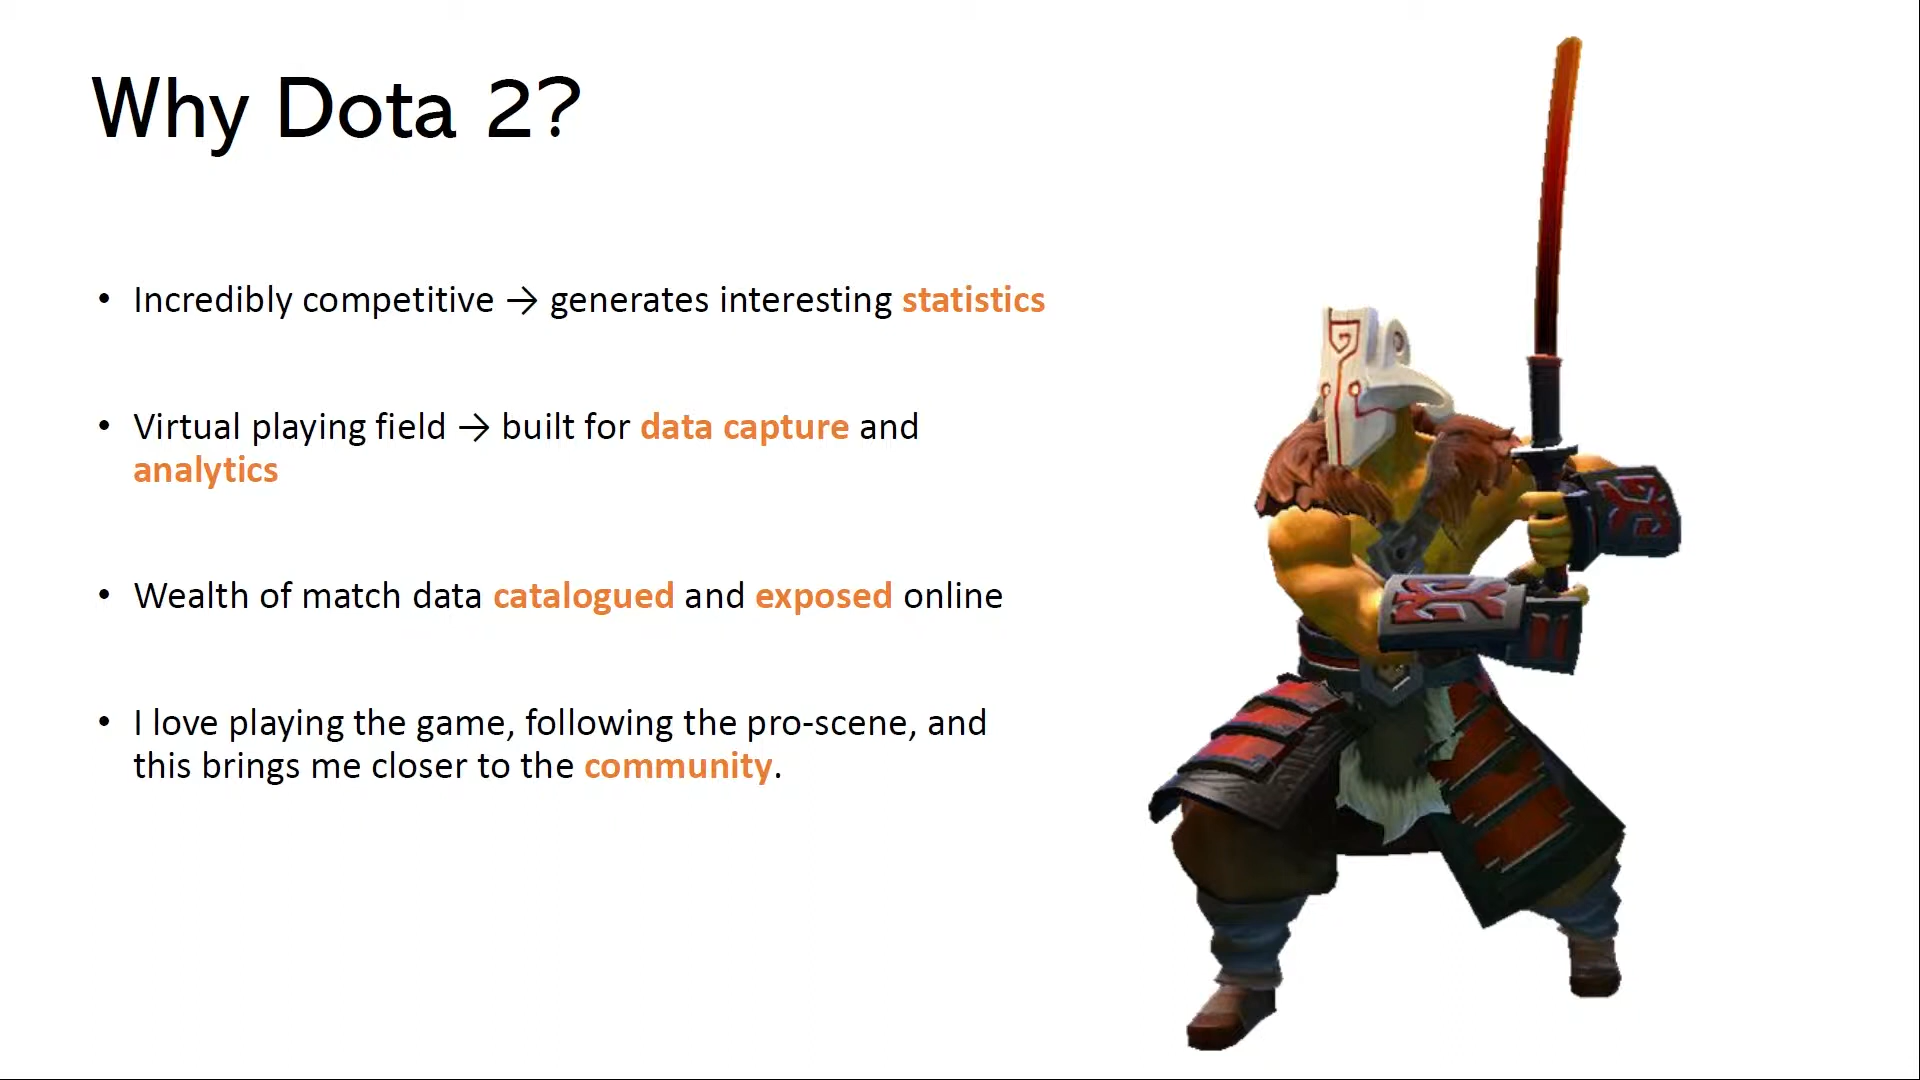 Why Dota 2?
• Incredibly competitive → generates interesting statistics
• Virtual playing field → built for data capture and
analytics
• Wealth of match data catalogued and exposed online
• I love playing the game, following the pro-scene, and
this brings me closer to the community.